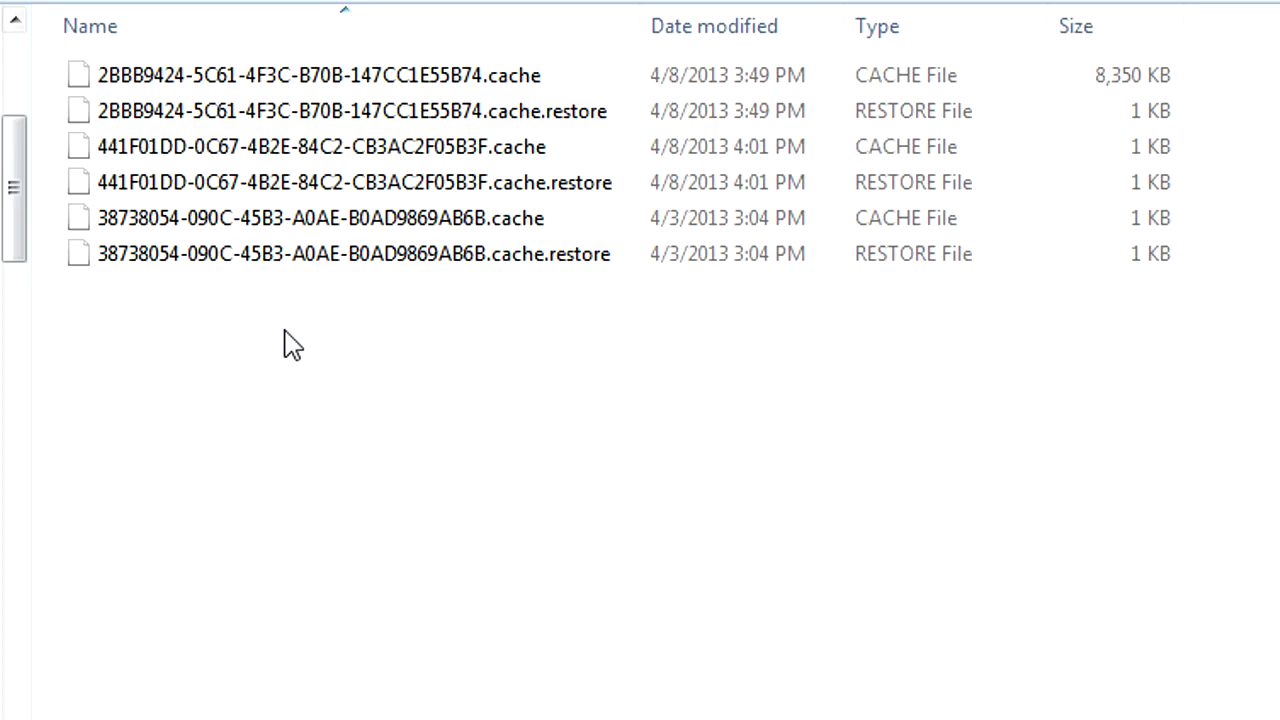 Name Date modified Type Size
2BBB9424-5C61-4F3C-B70B-147CC1E55B74.cache 4/8/2013 3:49 PM CACHE File 8,350 KB
2BBB9424-5C61-4F3C-B70B-147CC1E55B74.cache.restore 4/8/2013 3:49 PM RESTORE File 1 KB
441F01DD-0C67-4B2E-84C2-CB3AC2F05B3F.cache 4/8/2013 4:01 PM CACHE File 1 KB
441F01DD-0C67-4B2E-84C2-CB3AC2F05B3F.cache.restore 4/8/2013 4:01 PM RESTORE File 1 KB
38738054-090C-45B3-A0AE-B0AD9869AB6B.cache 4/3/2013 3:04 PM CACHE File 1 KB
38738054-090C-45B3-A0AE-B0AD9869AB6B.cache.restore 4/3/2013 3:04 PM RESTORE File 1 KB